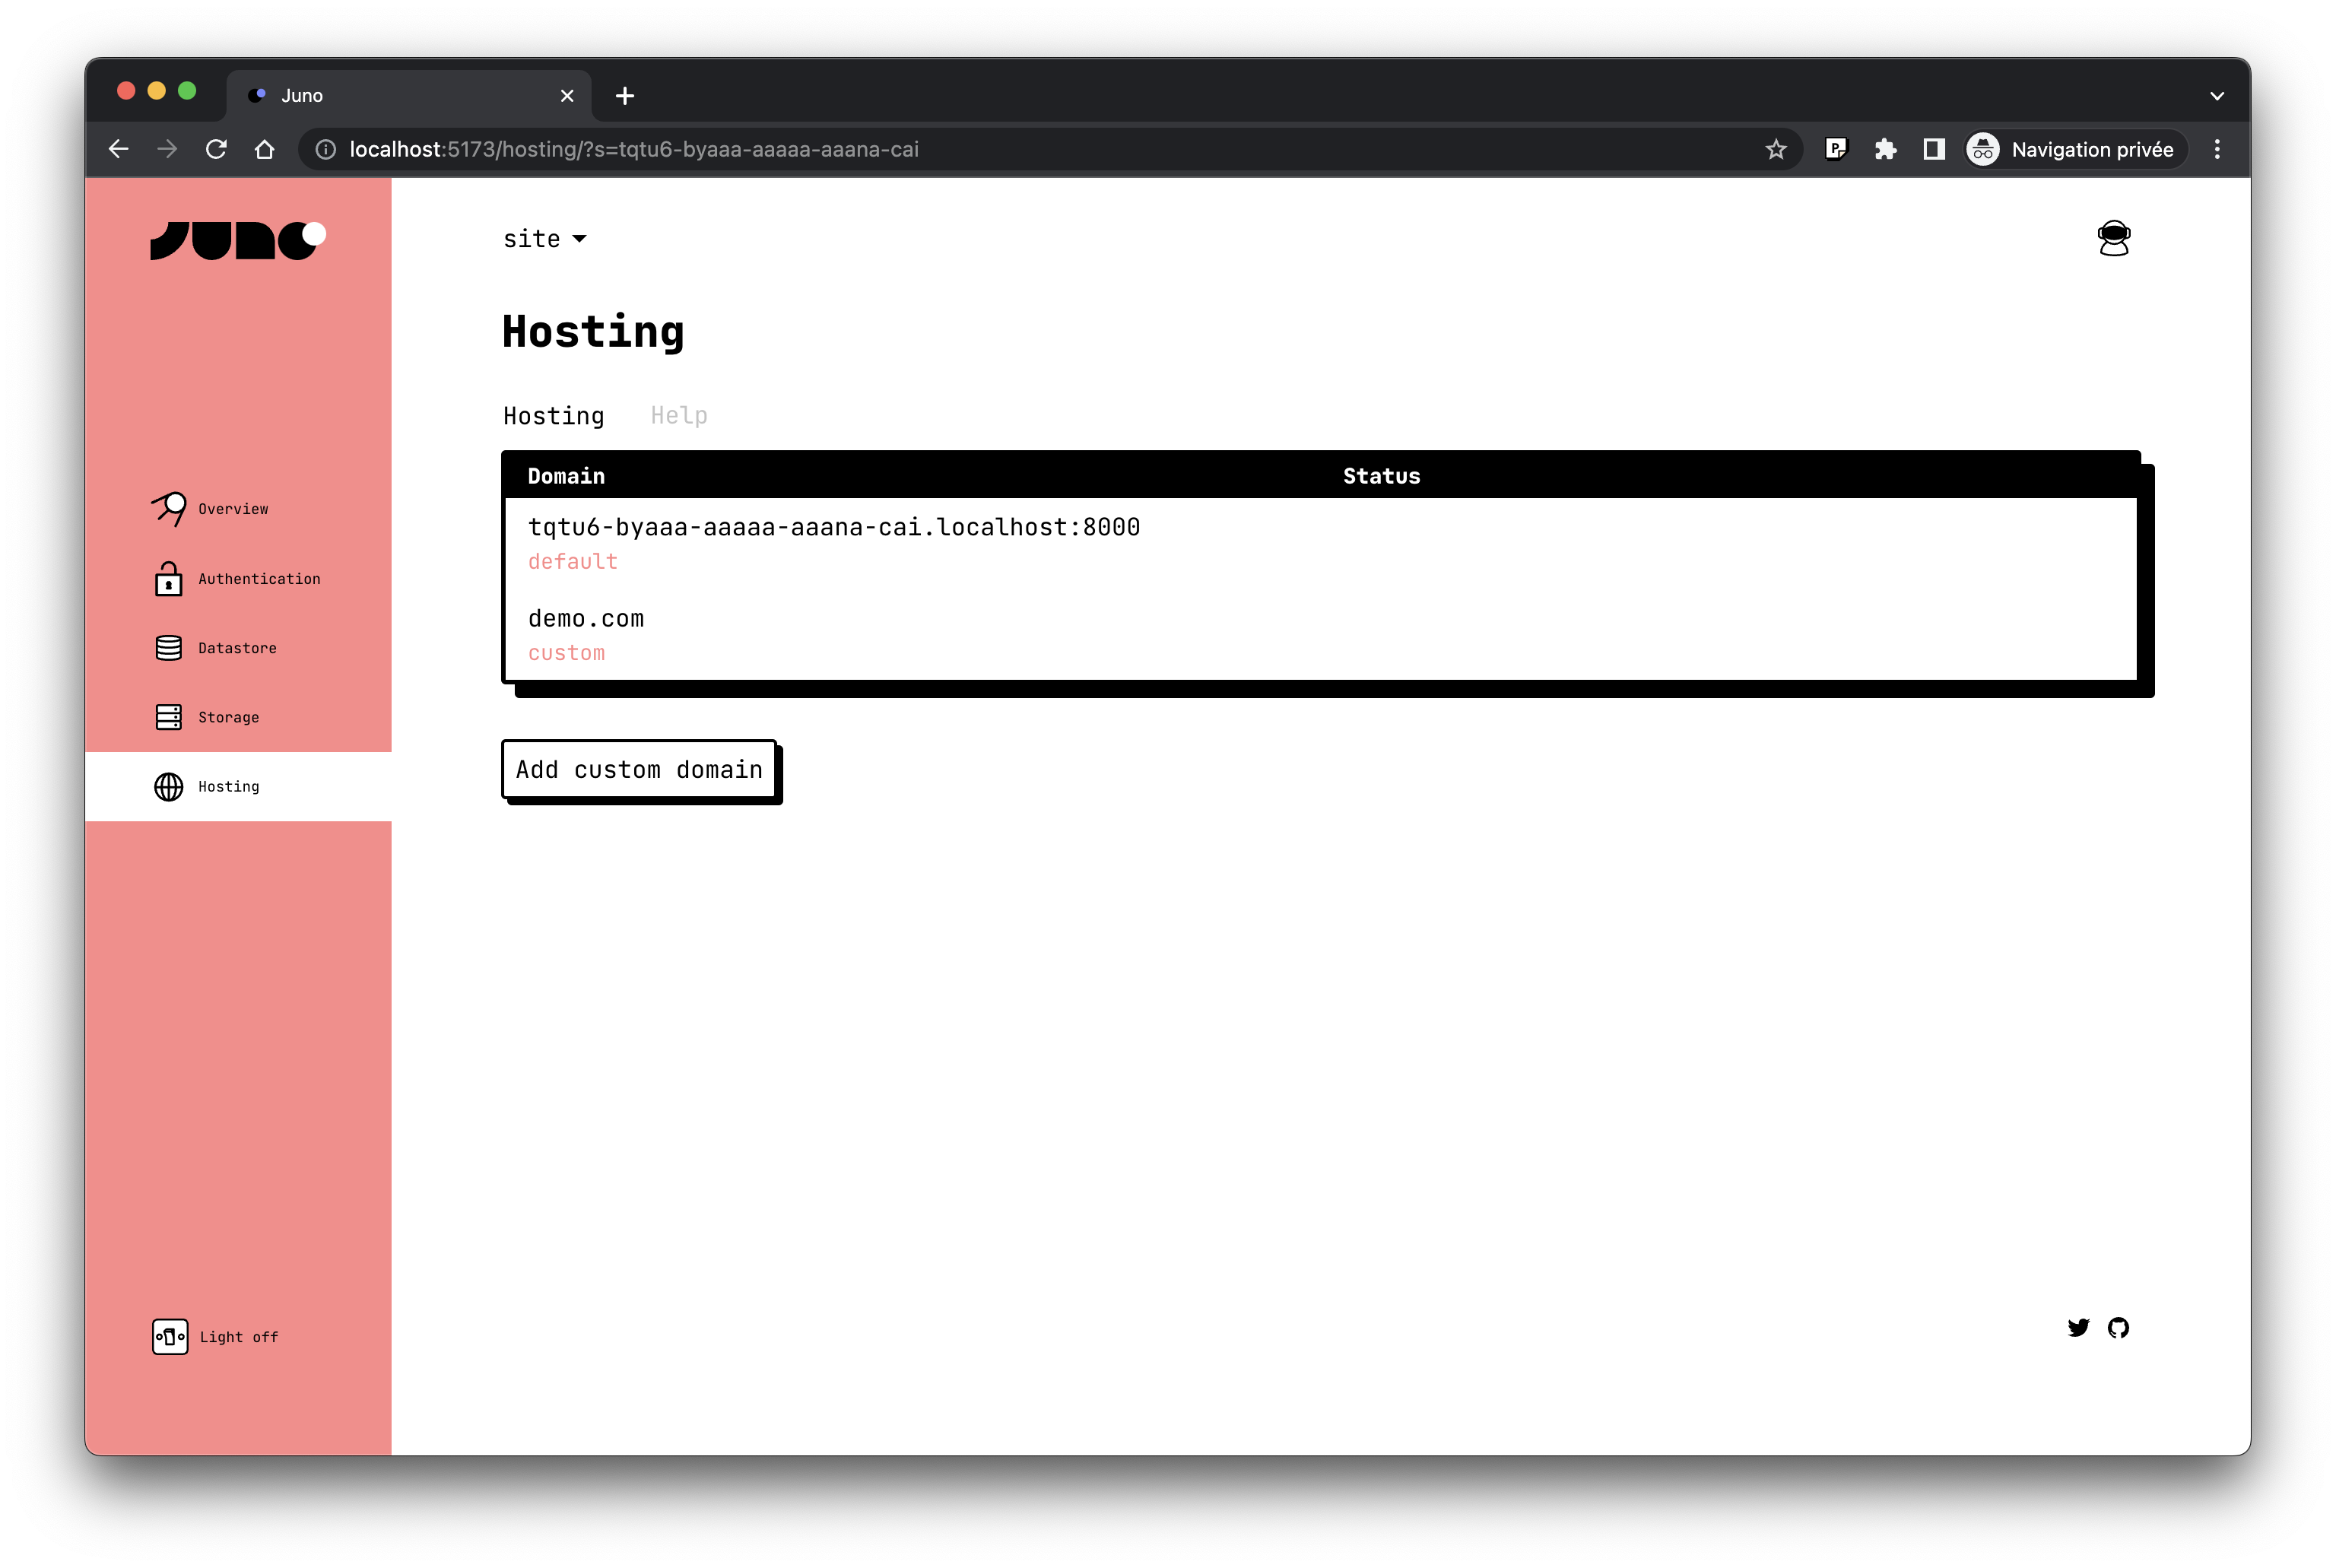 Juno
localhost:5173/hosting/?s=tqtu6-byaaa-aaaaa-aaana-cai
Navigation privée
JUNO
site
Hosting
Hosting Help
Domain Status
tqtu6-byaaa-aaaaa-aaana-cai.localhost:8000
default
demo.com
custom
Add custom domain
Overview
Authentication
Datastore
Storage
Hosting
Light off